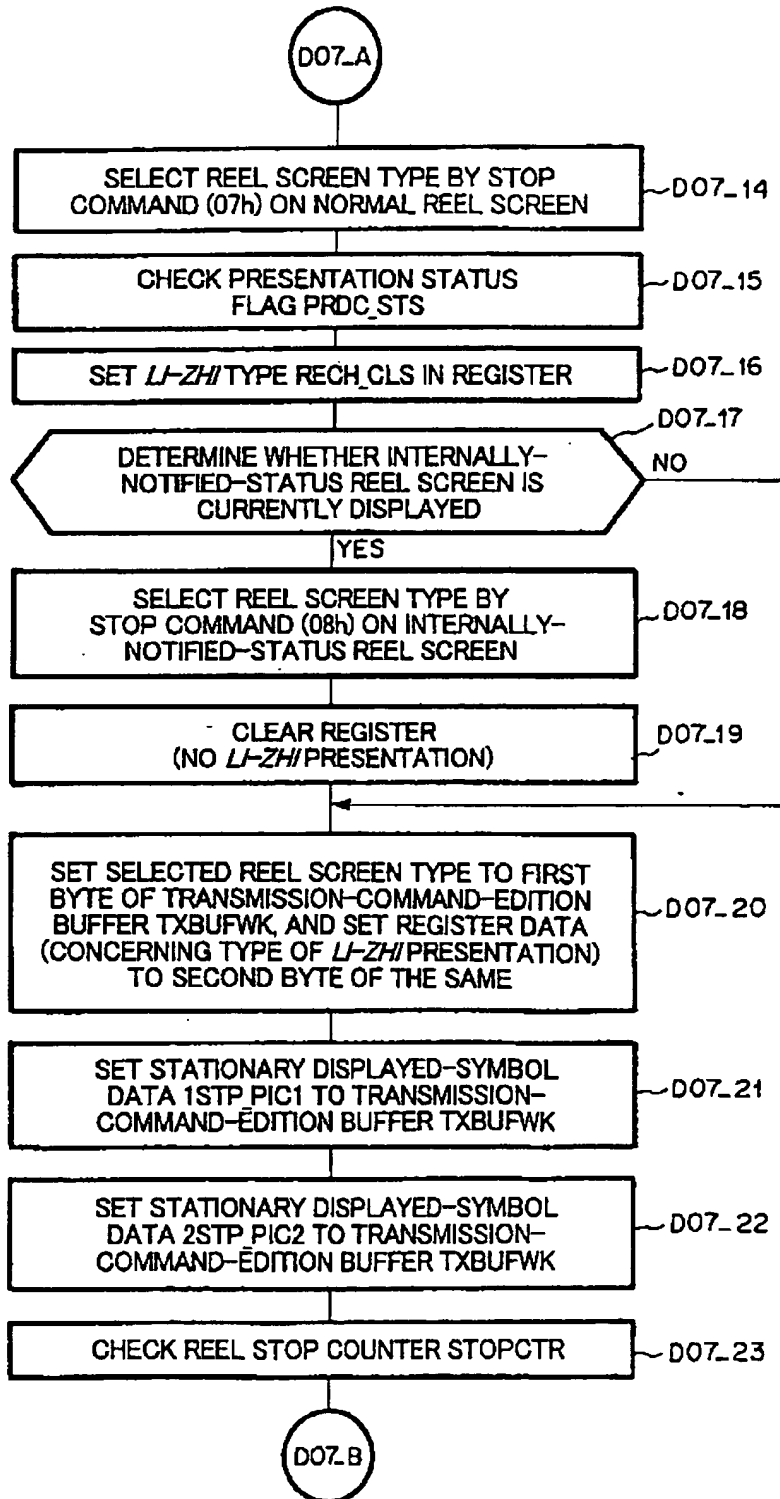 D07_A
SELECT REEL SCREEN TYPE BY STOP
COMMAND (07h) ON NORMAL REEL SCREEN
D07_14
CHECK PRESENTATION STATUS
FLAG PRDC_STS
D07_15
SET LI-ZHI TYPE RECH_CLS IN REGISTER
D07_16
D07_17
DETERMINE WHETHER INTERNALLY-
NOTIFIED-STATUS REEL SCREEN IS
CURRENTLY DISPLAYED
NO
YES
SELECT REEL SCREEN TYPE BY
STOP COMMAND (08h) ON INTERNALLY-
NOTIFIED-STATUS REEL SCREEN
D07_18
CLEAR REGISTER
(NO LI-ZHI PRESENTATION)
D07_19
SET SELECTED REEL SCREEN TYPE TO FIRST
BYTE OF TRANSMISSION-COMMAND-EDITION
BUFFER TXBUFWK, AND SET REGISTER DATA
(CONCERNING TYPE OF LI-ZHI PRESENTATION)
TO SECOND BYTE OF THE SAME
D07_20
SET STATIONARY DISPLAYED-SYMBOL
DATA 1STP_PIC1 TO TRANSMISSION-
COMMAND-EDITION BUFFER TXBUFWK
D07_21
SET STATIONARY DISPLAYED-SYMBOL
DATA 2STP_PIC2 TO TRANSMISSION-
COMMAND-EDITION BUFFER TXBUFWK
D07_22
CHECK REEL STOP COUNTER STOPCTR
D07_23
D07_B